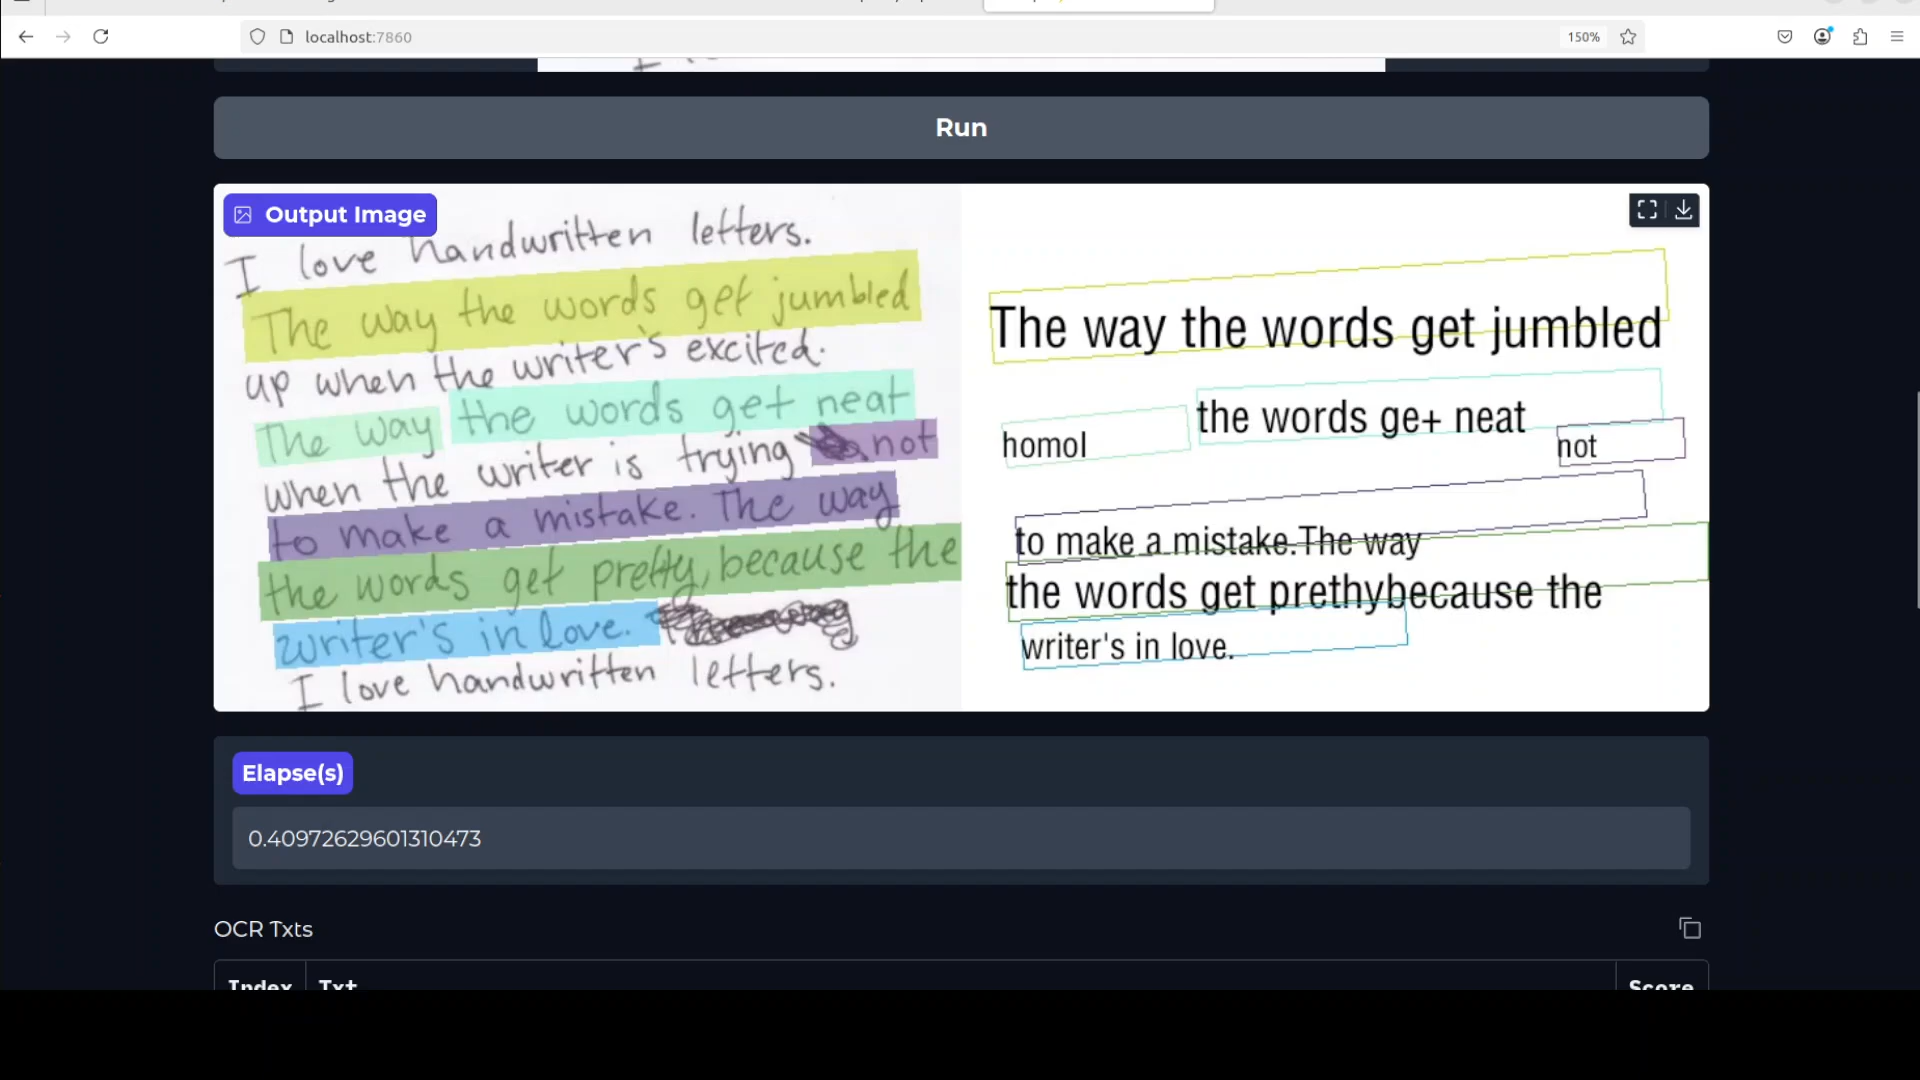 localhost:7860
150%
Run
Output Image
I love handwritten letters.
The way the words get jumbled
up when the writer's excited.
The way the words get neat
when the writer is trying not
to make a mistake. The way
the words get pretty, because the
writer's in love.
I love handwritten letters.
The way the words get jumbled
homol
the words ge+ neat
not
to make a mistake.The way
the words get prethybecause the
writer's in love.
Elapse(s)
0.40972629601310473
OCR Txts
Index Txt Score